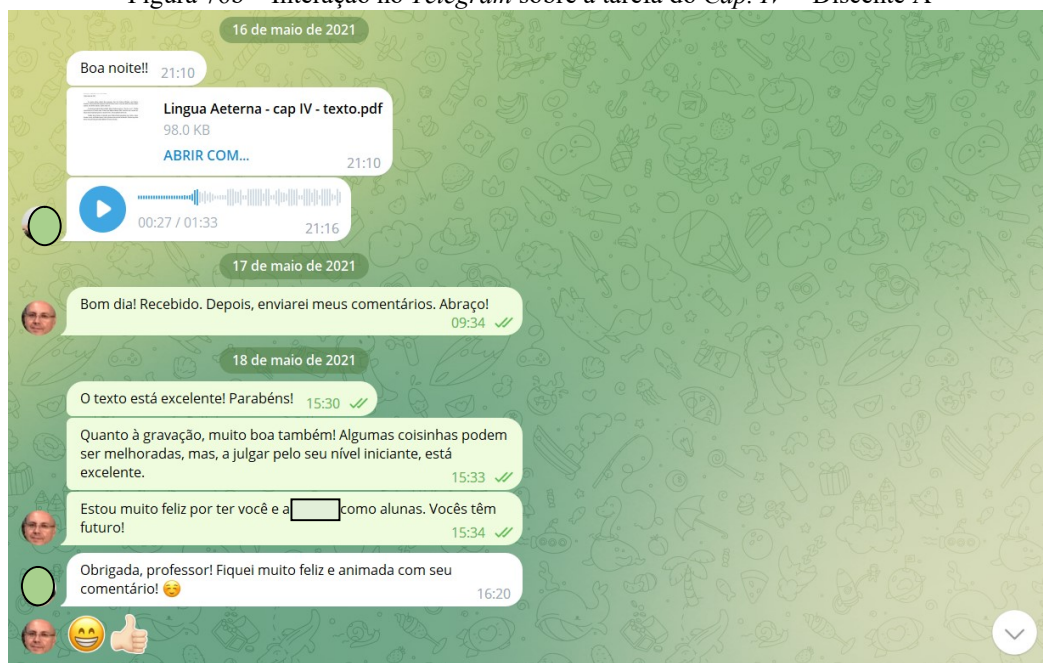 Figura 768 – Interação no Telegram sobre a tarefa do Cap. IV – Discente A
16 de maio de 2021
Boa noite!! 21:10
Lingua Aeterna - cap IV - texto.pdf
98.0 KB
ABRIR COM... 21:10
00:27 / 01:33 21:16
17 de maio de 2021
Bom dia! Recebido. Depois, enviarei meus comentários. Abraço!
09:34
18 de maio de 2021
O texto está excelente! Parabéns! 15:30
Quanto à gravação, muito boa também! Algumas coisinhas podem
ser melhoradas, mas, a julgar pelo seu nível iniciante, está
excelente. 15:33
Estou muito feliz por ter você e a como alunas. Vocês têm
futuro! 15:34
Obrigada, professor! Fiquei muito feliz e animada com seu
comentário! ☺️ 16:20
😁👍🏻